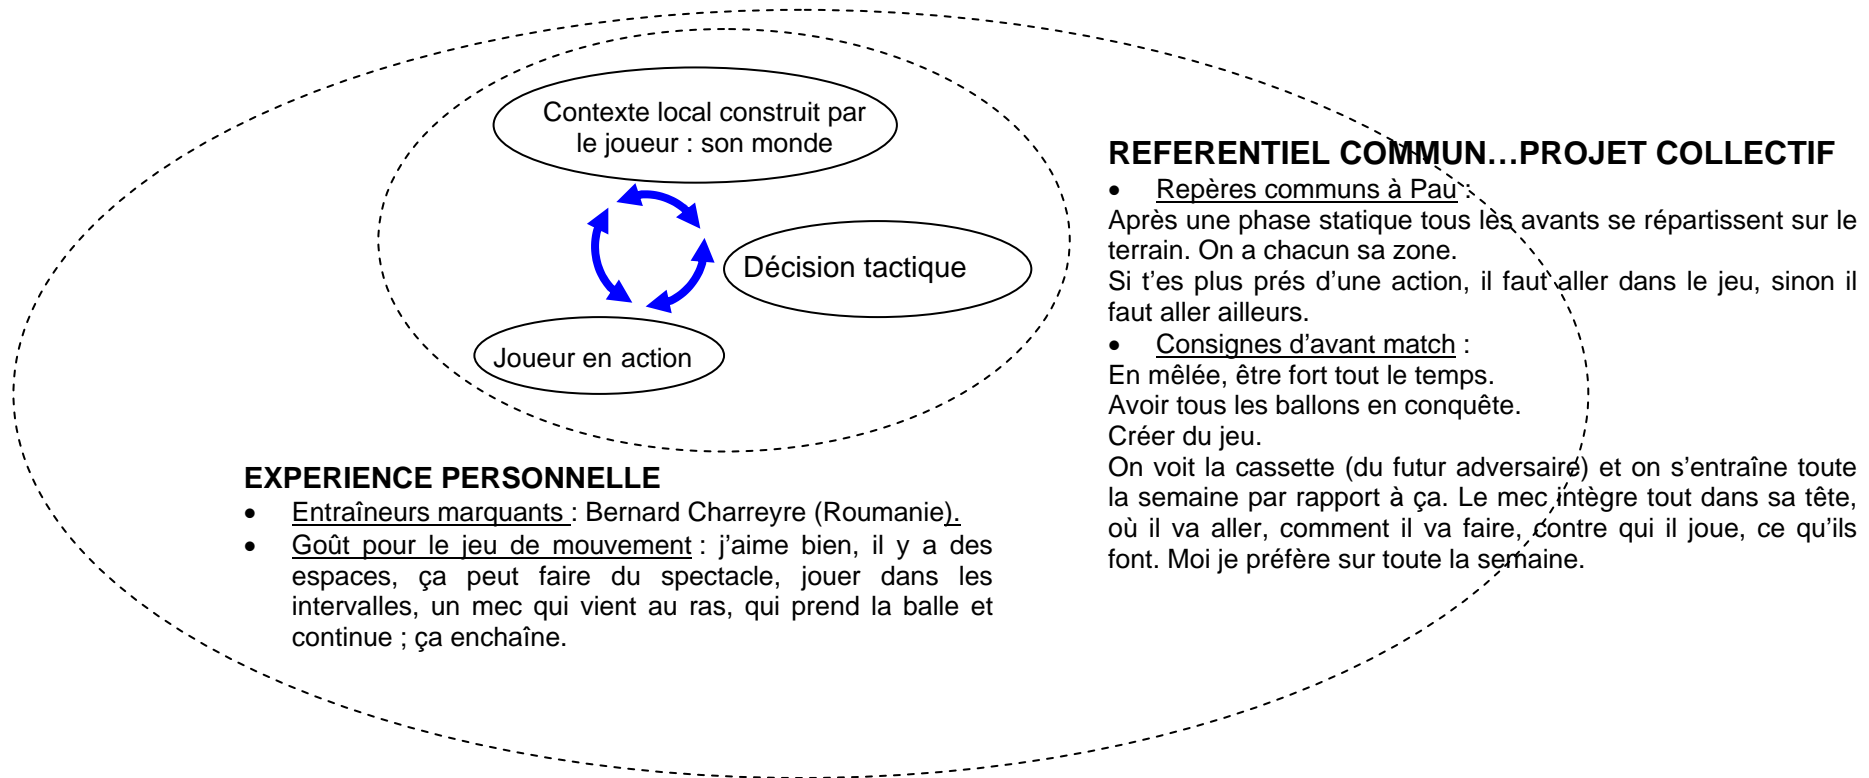 Contexte local construit par
le joueur : son monde
Décision tactique
Joueur en action
EXPERIENCE PERSONNELLE
• Entraîneurs marquants : Bernard Charreyre (Roumanie).
• Goût pour le jeu de mouvement : j’aime bien, il y a des
espaces, ça peut faire du spectacle, jouer dans les
intervalles, un mec qui vient au ras, qui prend la balle et
continue ; ça enchaîne.
REFERENTIEL COMMUN…PROJET COLLECTIF
• Repères communs à Pau :
Après une phase statique tous les avants se répartissent sur le
terrain. On a chacun sa zone.
Si t’es plus prés d’une action, il faut aller dans le jeu, sinon il
faut aller ailleurs.
• Consignes d’avant match :
En mêlée, être fort tout le temps.
Avoir tous les ballons en conquête.
Créer du jeu.
On voit la cassette (du futur adversaire) et on s’entraîne toute
la semaine par rapport à ça. Le mec intègre tout dans sa tête,
où il va aller, comment il va faire, contre qui il joue, ce qu’ils
font. Moi je préfère sur toute la semaine.